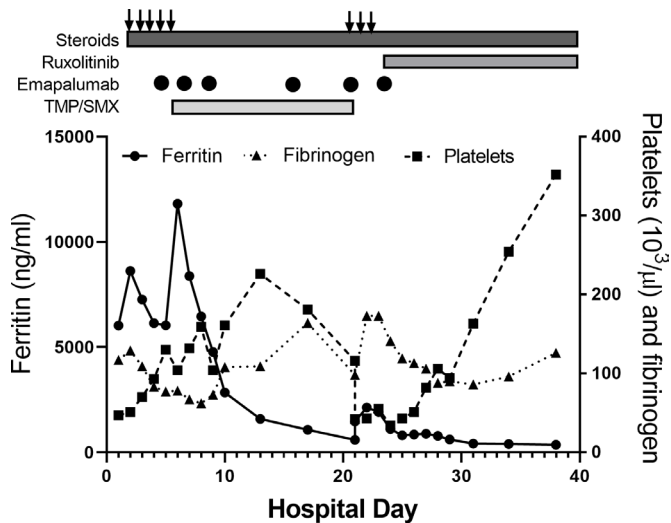 Steroids
Ruxolitinib
Emapalumab
TMP/SMX
15000
10000
5000
0
Ferritin (ng/ml)
Ferritin Fibrinogen Platelets
400
300
200
100
0
Platelets (10³/μl) and fibrinogen
0 10 20 30 40
Hospital Day